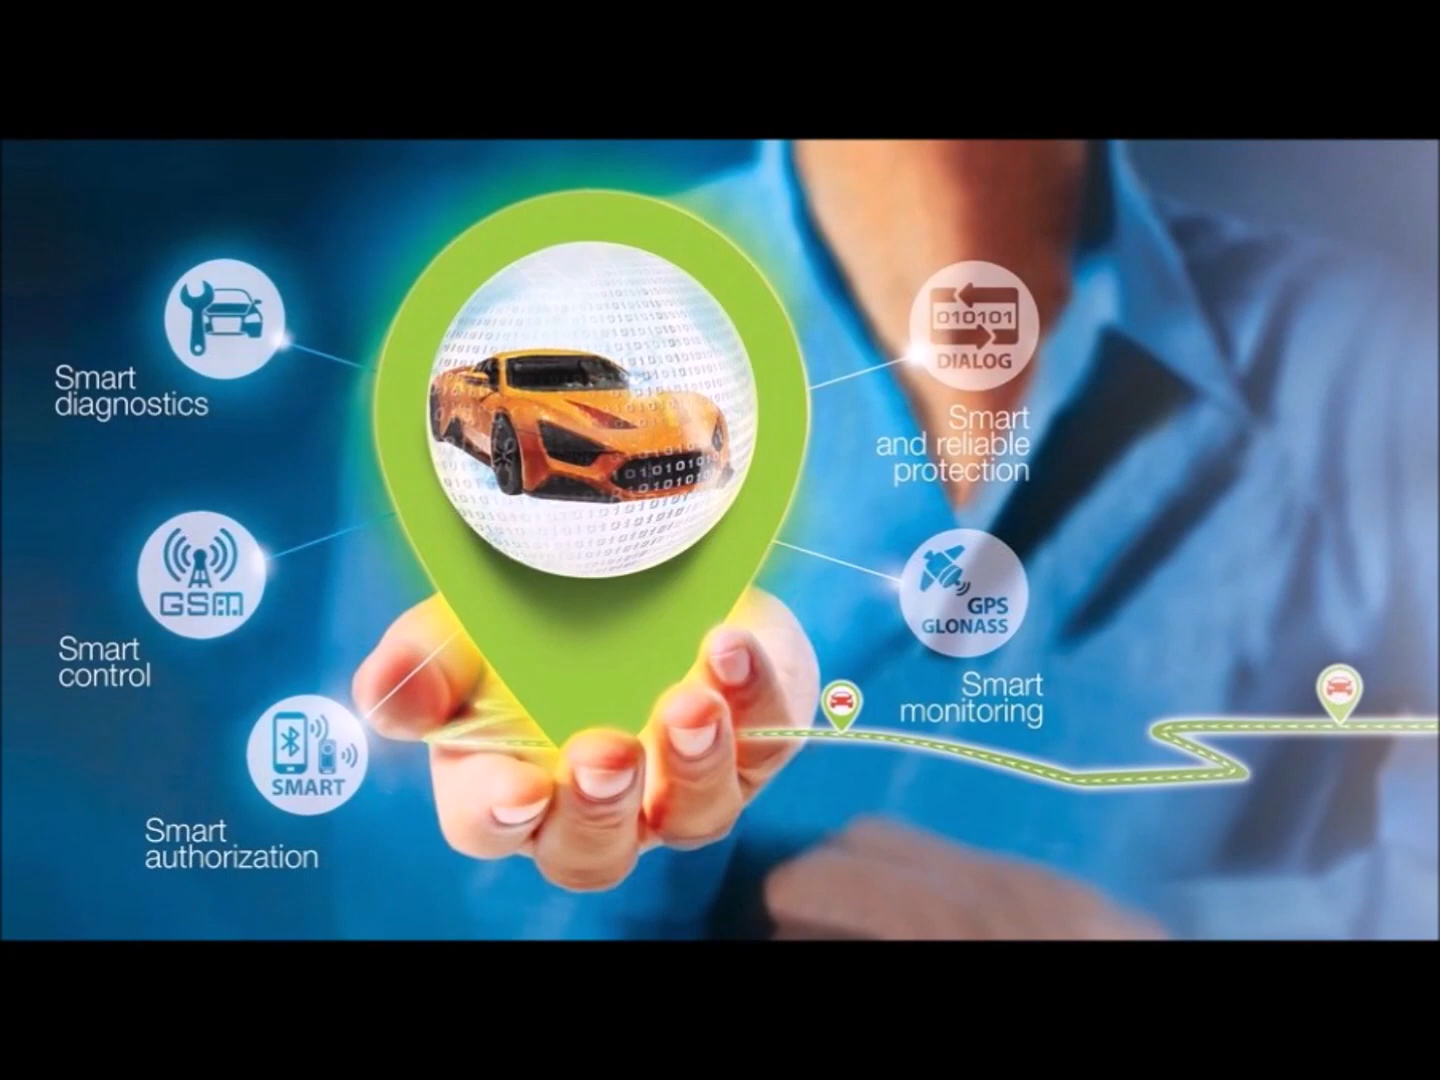 Smart
diagnostics
GSM
Smart
control
SMART
Smart
authorization
010101
DIALOG
Smart
and reliable
protection
GPS
GLONASS
Smart
monitoring